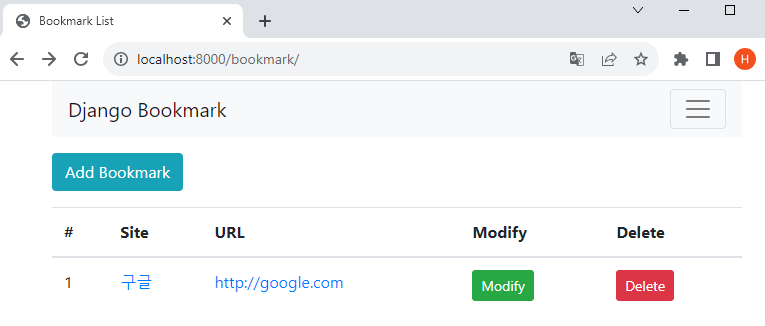 Bookmark List
localhost:8000/bookmark/
H
Django Bookmark
Add Bookmark
# Site URL Modify Delete
1 구글 http://google.com Modify Delete